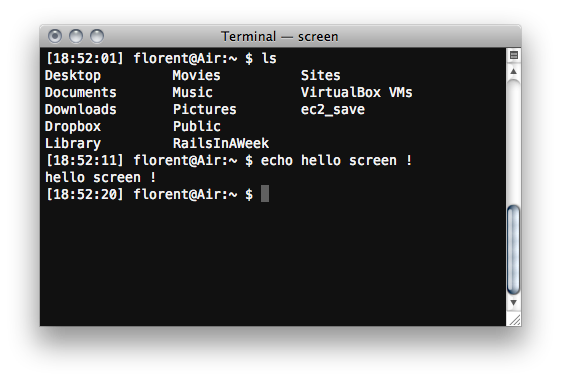 Terminal — screen
[18:52:01] florent@Air:~ $ ls
Desktop Movies Sites
Documents Music VirtualBox VMs
Downloads Pictures ec2_save
Dropbox Public
Library RailsInAWeek
[18:52:11] florent@Air:~ $ echo hello screen !
hello screen !
[18:52:20] florent@Air:~ $